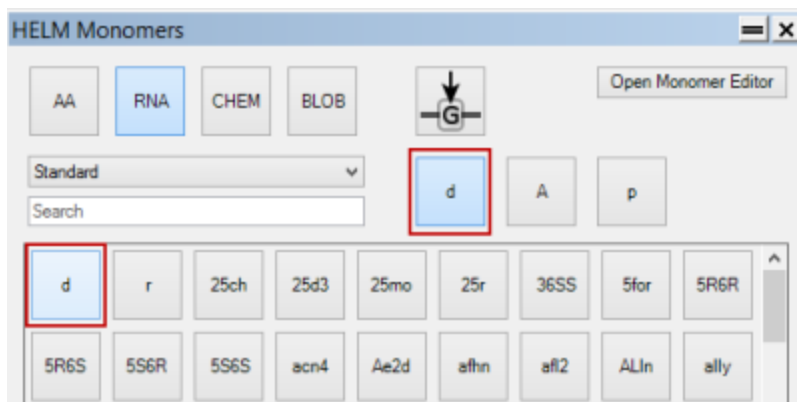 HELM Monomers
AA RNA CHEM BLOB G Open Monomer Editor
Standard
d A p
Search
d r 25ch 25d3 25mo 25r 36SS 5for 5R6R
5R6S 5S6R 5S6S acn4 Ae2d afhn afl2 ALln ally